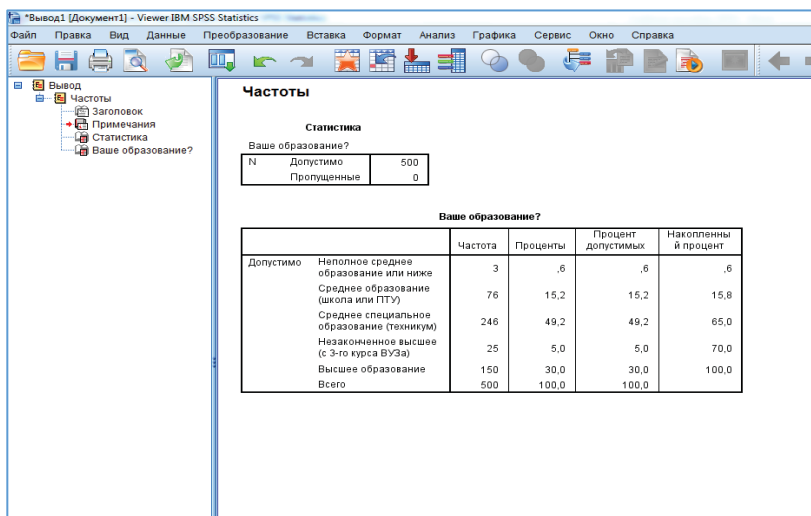 *Вывод1 [Документ1] - Viewer IBM SPSS Statistics
Файл Правка Вид Данные Преобразование Вставка Формат Анализ Графика Сервис Окно Справка
Вывод
Частоты
Заголовок
Примечания
Статистика
Ваше образование?
Частоты
Статистика
Ваше образование?
N Допустимо 500
Пропущенные 0
Ваше образование?
Процент Накопленны
Частота Проценты допустимых й процент
Допустимо Неполное среднее
образование или ниже 3 ,6 ,6 ,6
Среднее образование
(школа или ПТУ) 76 15,2 15,2 15,8
Среднее специальное
образование (техникум) 246 49,2 49,2 65,0
Незаконченное высшее
(с 3-го курса ВУЗа) 25 5,0 5,0 70,0
Высшее образование 150 30,0 30,0 100,0
Всего 500 100,0 100,0